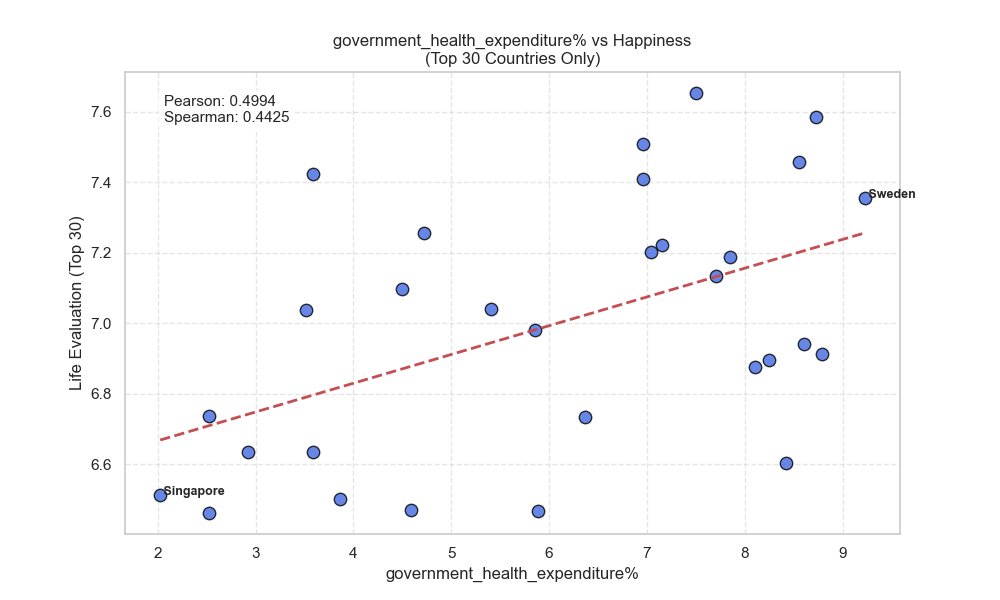 government_health_expenditure% vs Happiness
(Top 30 Countries Only)
Pearson: 0.4994
Spearman: 0.4425
7.6
7.4
7.2
7.0
6.8
6.6
Life Evaluation (Top 30)
Sweden
Singapore
2 3 4 5 6 7 8 9
government_health_expenditure%